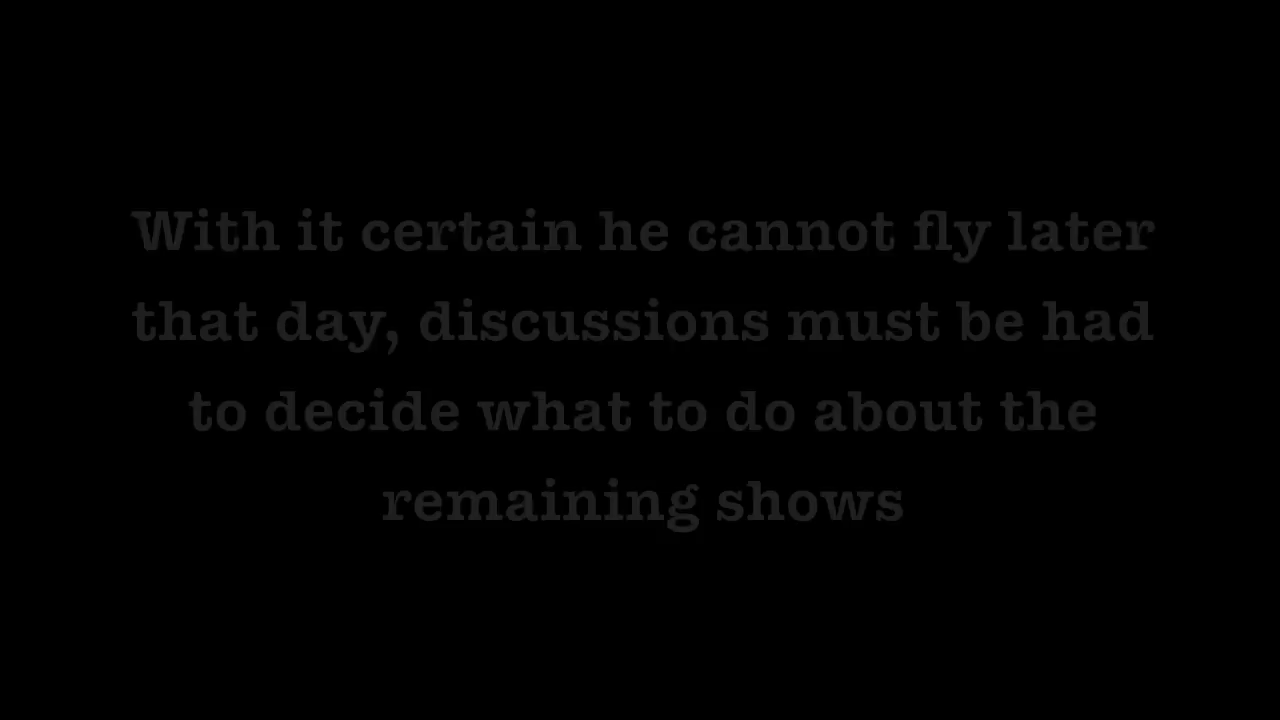 With it certain he cannot fly later
that day, discussions must be had
to decide what to do about the
remaining shows